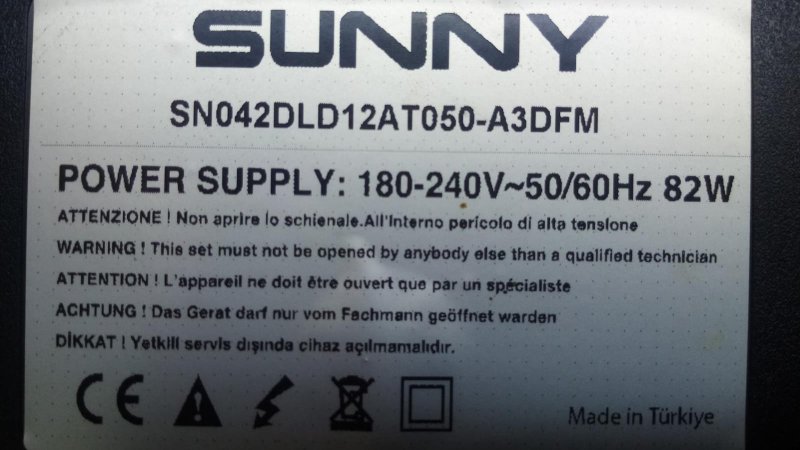 SUNNY
SN042DLD12AT050-A3DFM
POWER SUPPLY: 180-240V~50/60Hz 82W
ATTENZIONE ! Non aprire lo schienale.All'Interno pericolo di alta tensione
WARNING ! This set must not be opened by anybody else than a qualified technician
ATTENTION ! L'appareil ne doit être ouvert que par un spécialiste
ACHTUNG ! Das Gerat darf nur vom Fachmann geöffnet warden
DİKKAT ! Yetkili servis dışında cihaz açılmamalıdır.
CE
Made in Türkiye